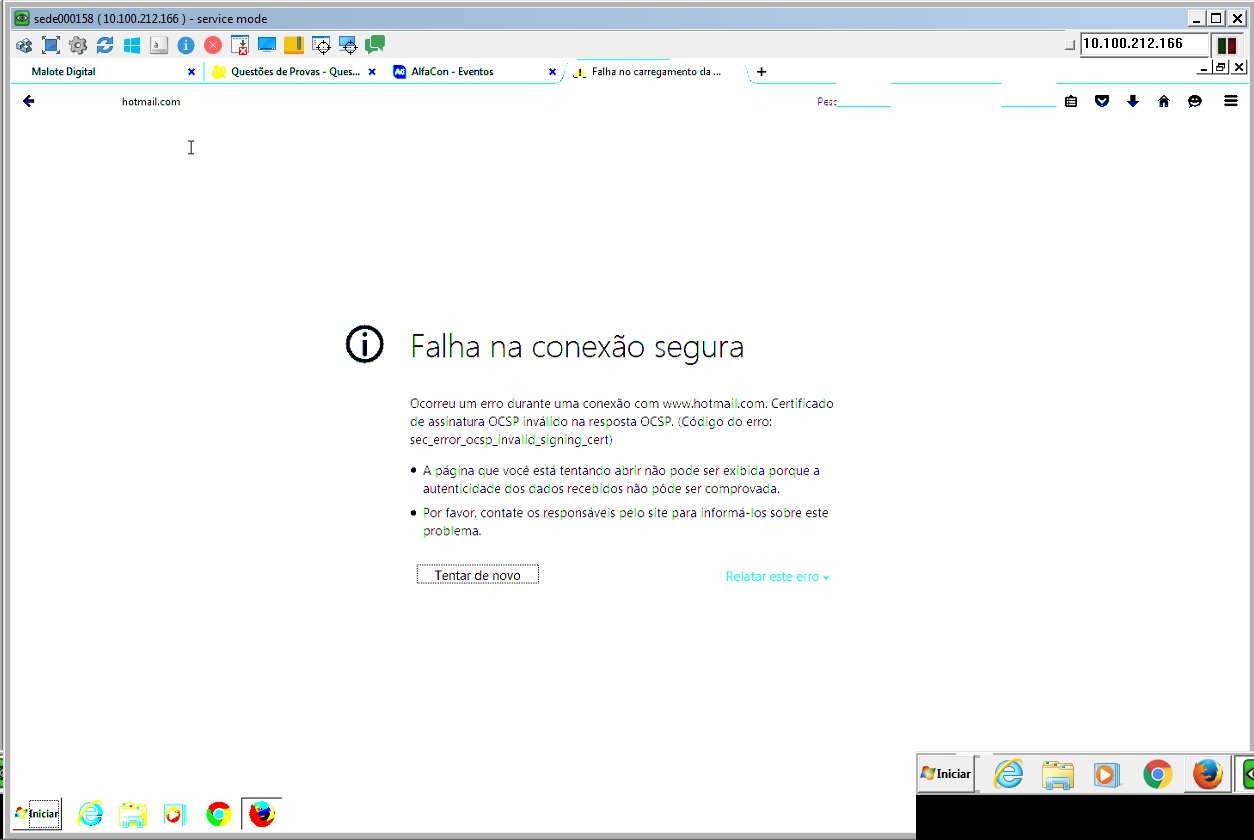 sede000158 ( 10.100.212.166 ) - service mode
10.100.212.166
Malote Digital
Questões de Provas - Ques...
AlfaCon - Eventos
Falha no carregamento da ...
hotmail.com
Pesc
Falha na conexão segura
Ocorreu um erro durante uma conexão com www.hotmail.com. Certificado
de assinatura OCSP inválido na resposta OCSP. (Código do erro:
sec_error_ocsp_invalid_signing_cert)
A página que você está tentando abrir não pode ser exibida porque a
autenticidade dos dados recebidos não pôde ser comprovada.
Por favor, contate os responsáveis pelo site para informá-los sobre este
problema.
Tentar de novo
Relatar este erro
Iniciar
Iniciar